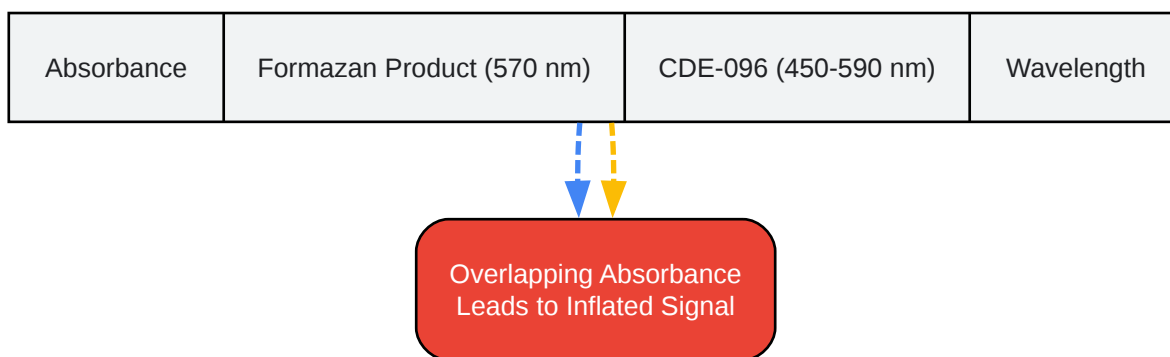 Absorbance Formazan Product (570 nm) CDE-096 (450-590 nm) Wavelength
Overlapping Absorbance
Leads to Inflated Signal